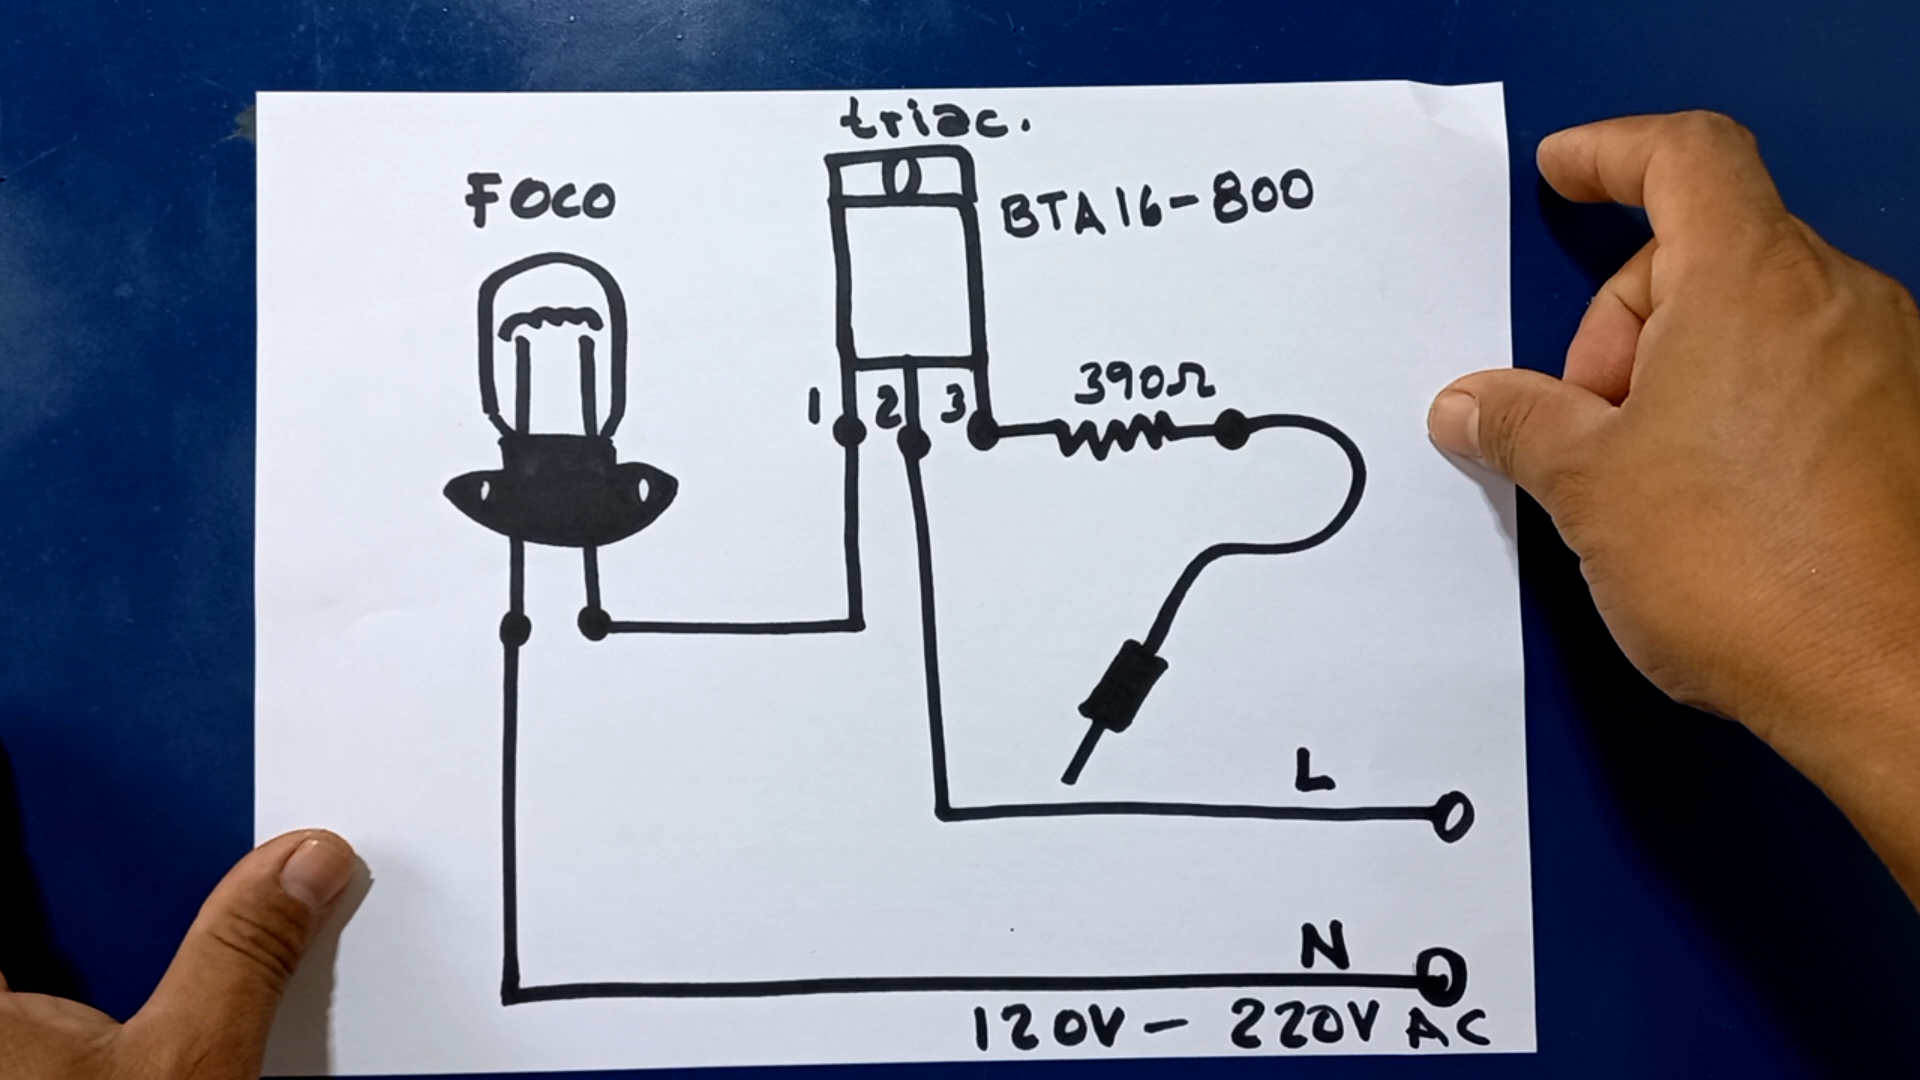 triac.
FOCO
BTA16-800
1 2 3
390Ω
L
N
120V - 220V AC